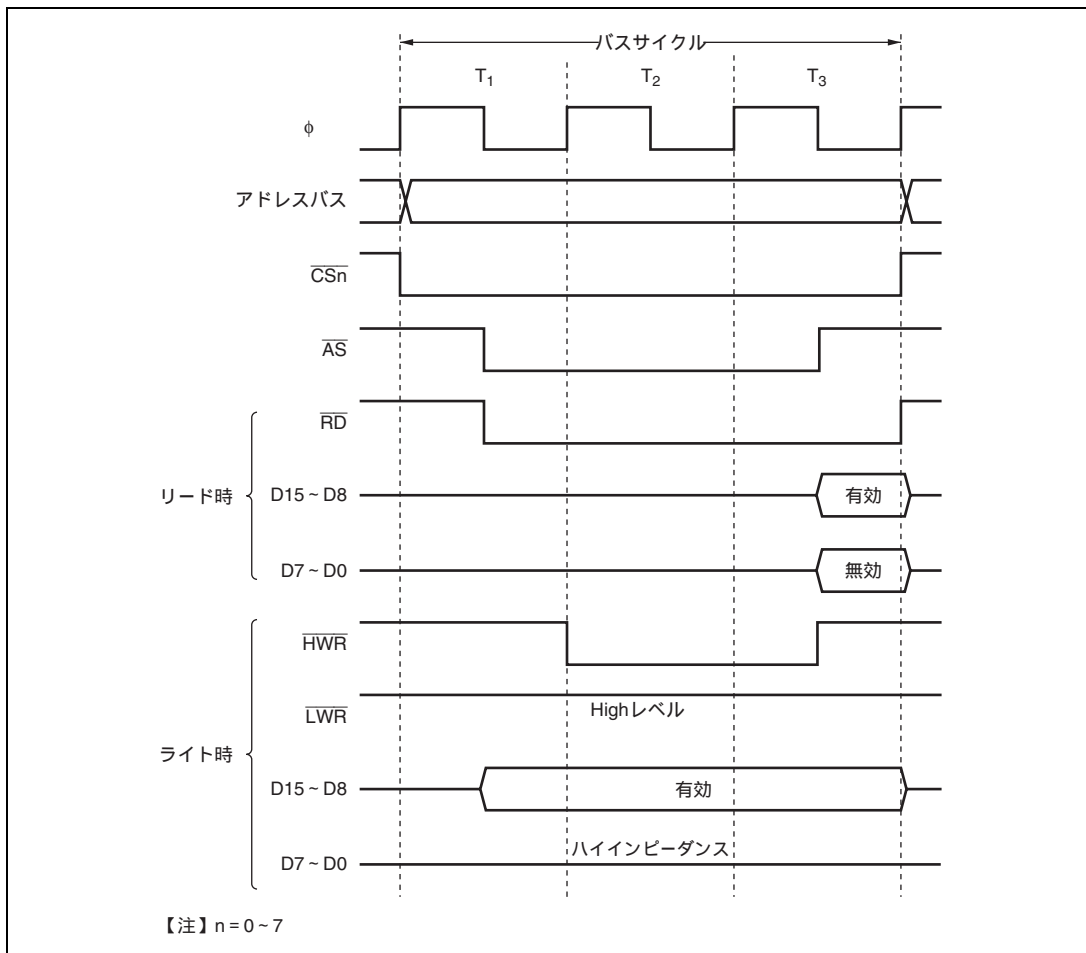 バスサイクル
T1 T2 T3
φ
アドレスバス
CSn
AS
RD
リード時
D15~D8 有効
D7~D0 無効
HWR
LWR Highレベル
ライト時
D15~D8 有効
D7~D0 ハイインピーダンス
【注】n = 0~7